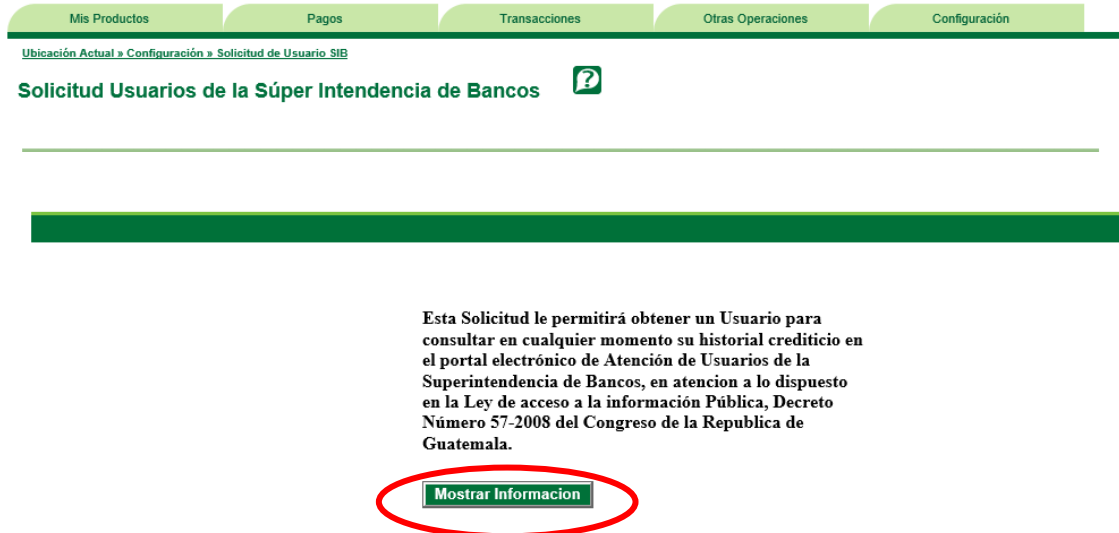 Mis Productos Pagos Transacciones Otras Operaciones Configuración
Ubicación Actual » Configuración » Solicitud de Usuario SIB
Solicitud Usuarios de la Súper Intendencia de Bancos ?
Esta Solicitud le permitirá obtener un Usuario para
consultar en cualquier momento su historial crediticio en
el portal electrónico de Atención de Usuarios de la
Superintendencia de Bancos, en atencion a lo dispuesto
en la Ley de acceso a la información Pública, Decreto
Número 57-2008 del Congreso de la Republica de
Guatemala.
Mostrar Informacion